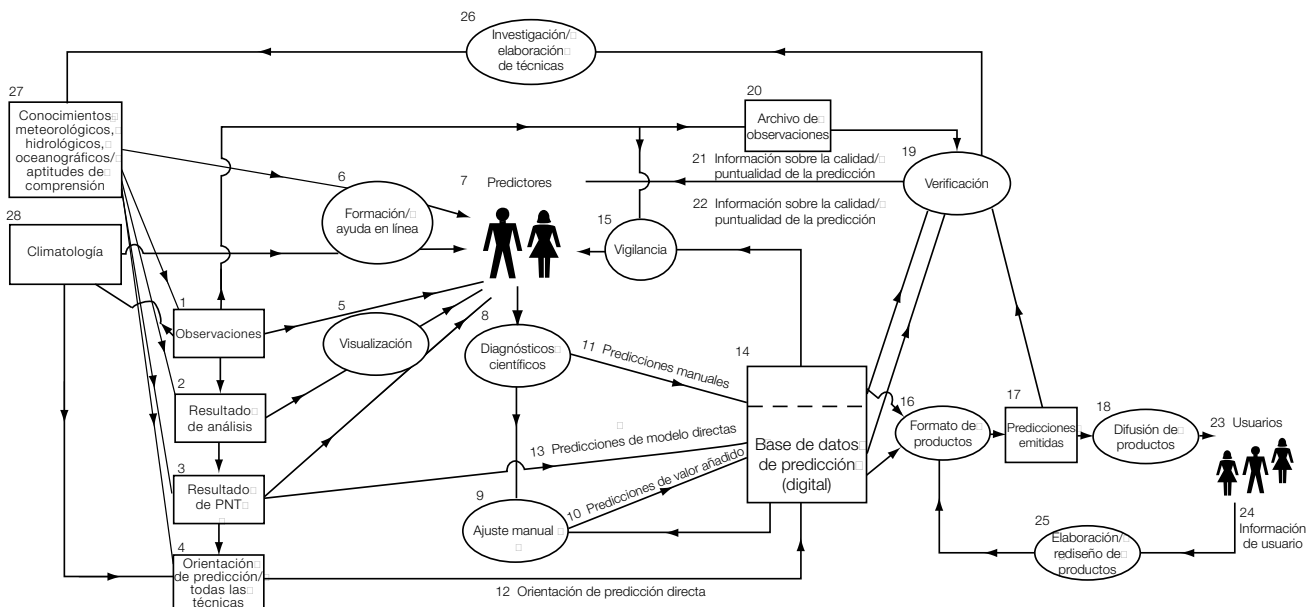 26
Investigación/
elaboración
de técnicas
27
Conocimientos
meteorológicos,
hidrológicos,
oceanográficos/
aptitudes de
comprensión
20
Archivo de
observaciones
21 Información sobre la calidad/
puntualidad de la predicción
19
Verificación
6
Formación/
ayuda en línea
7 Predictores
22 Información sobre la calidad/
puntualidad de la predicción
28
Climatología
15
Vigilancia
1
Observaciones
5
Visualización
8
Diagnósticos
científicos
11 Predicciones manuales
14
Base de datos
de predicción
(digital)
2
Resultado
de análisis
16
Formato de
productos
17
Predicciones
emitidas
18
Difusión de
productos
23 Usuarios
13 Predicciones de modelo directas
3
Resultado
de PNT
9
Ajuste manual
10 Predicciones de valor añadido
24
Información
de usuario
25
Elaboración/
rediseño de
productos
4
Orientación
de predicción/
todas las
técnicas
12 Orientación de predicción directa